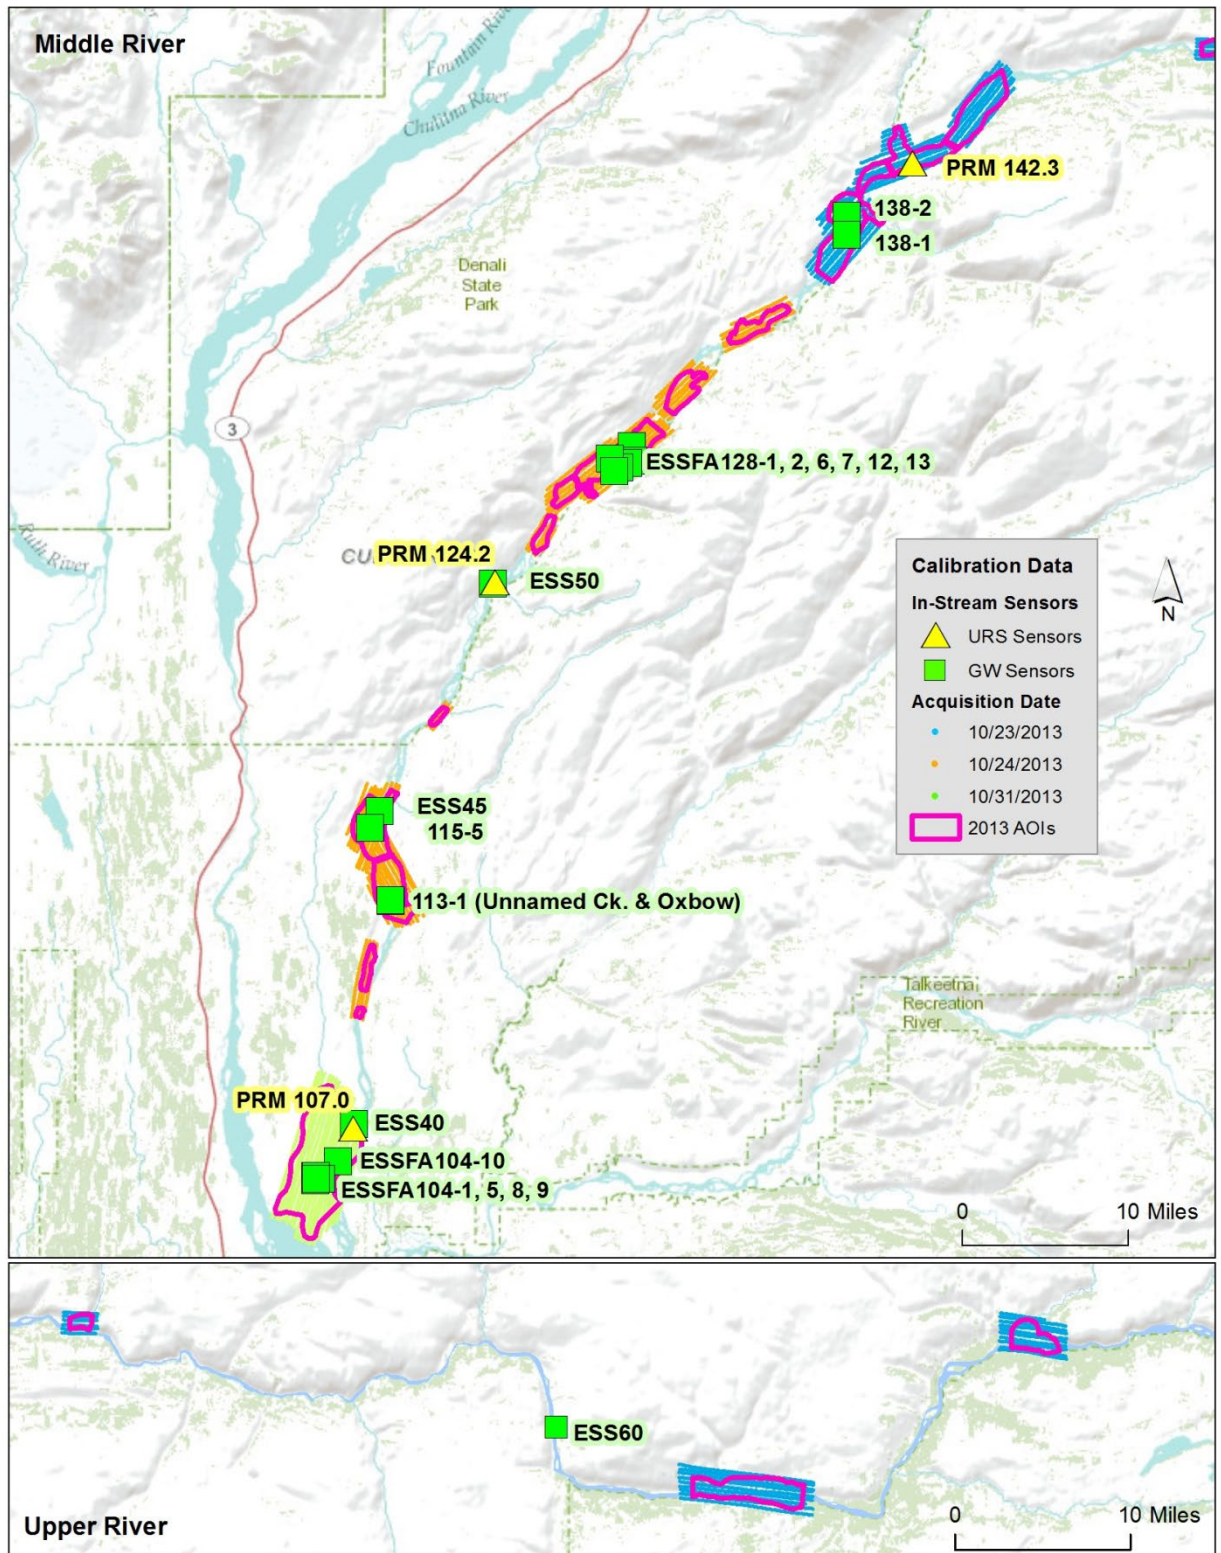 Middle River
Fountain River
Chulitna River
PRM 142.3
138-2
138-1
Denali
State
Park
3
ESSFA128-1, 2, 6, 7, 12, 13
Ruth River
CU
PRM 124.2
ESS50
Calibration Data
In-Stream Sensors
URS Sensors
GW Sensors
Acquisition Date
10/23/2013
10/24/2013
10/31/2013
2013 AOIs
N
ESS45
115-5
113-1 (Unnamed Ck. & Oxbow)
Talkeetna
Recreation
River
PRM 107.0
ESS40
ESSFA104-10
ESSFA104-1, 5, 8, 9
0 10 Miles
ESS60
Upper River
0 10 Miles